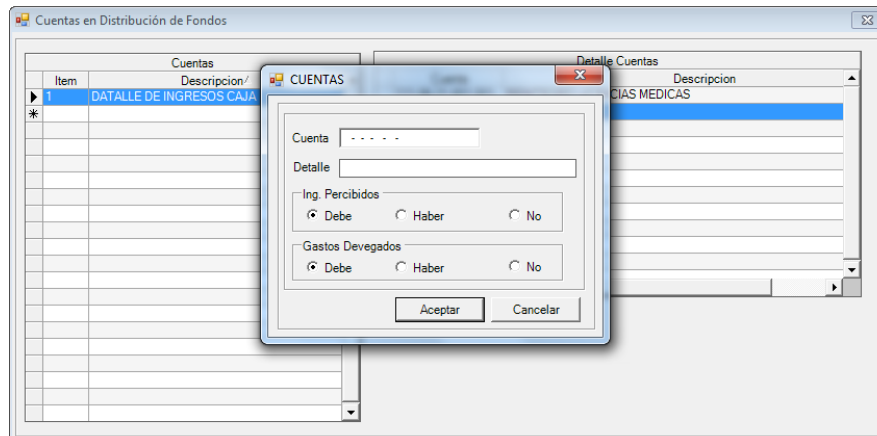 Cuentas en Distribución de Fondos
Cuentas
Item Descripcion
1 DATALLE DE INGRESOS CAJA
Detalle Cuentas
Descripcion
CIAS MEDICAS
CUENTAS
Cuenta - - - - -
Detalle
Ing. Percibidos
Debe Haber No
Gastos Devegados
Debe Haber No
Aceptar Cancelar